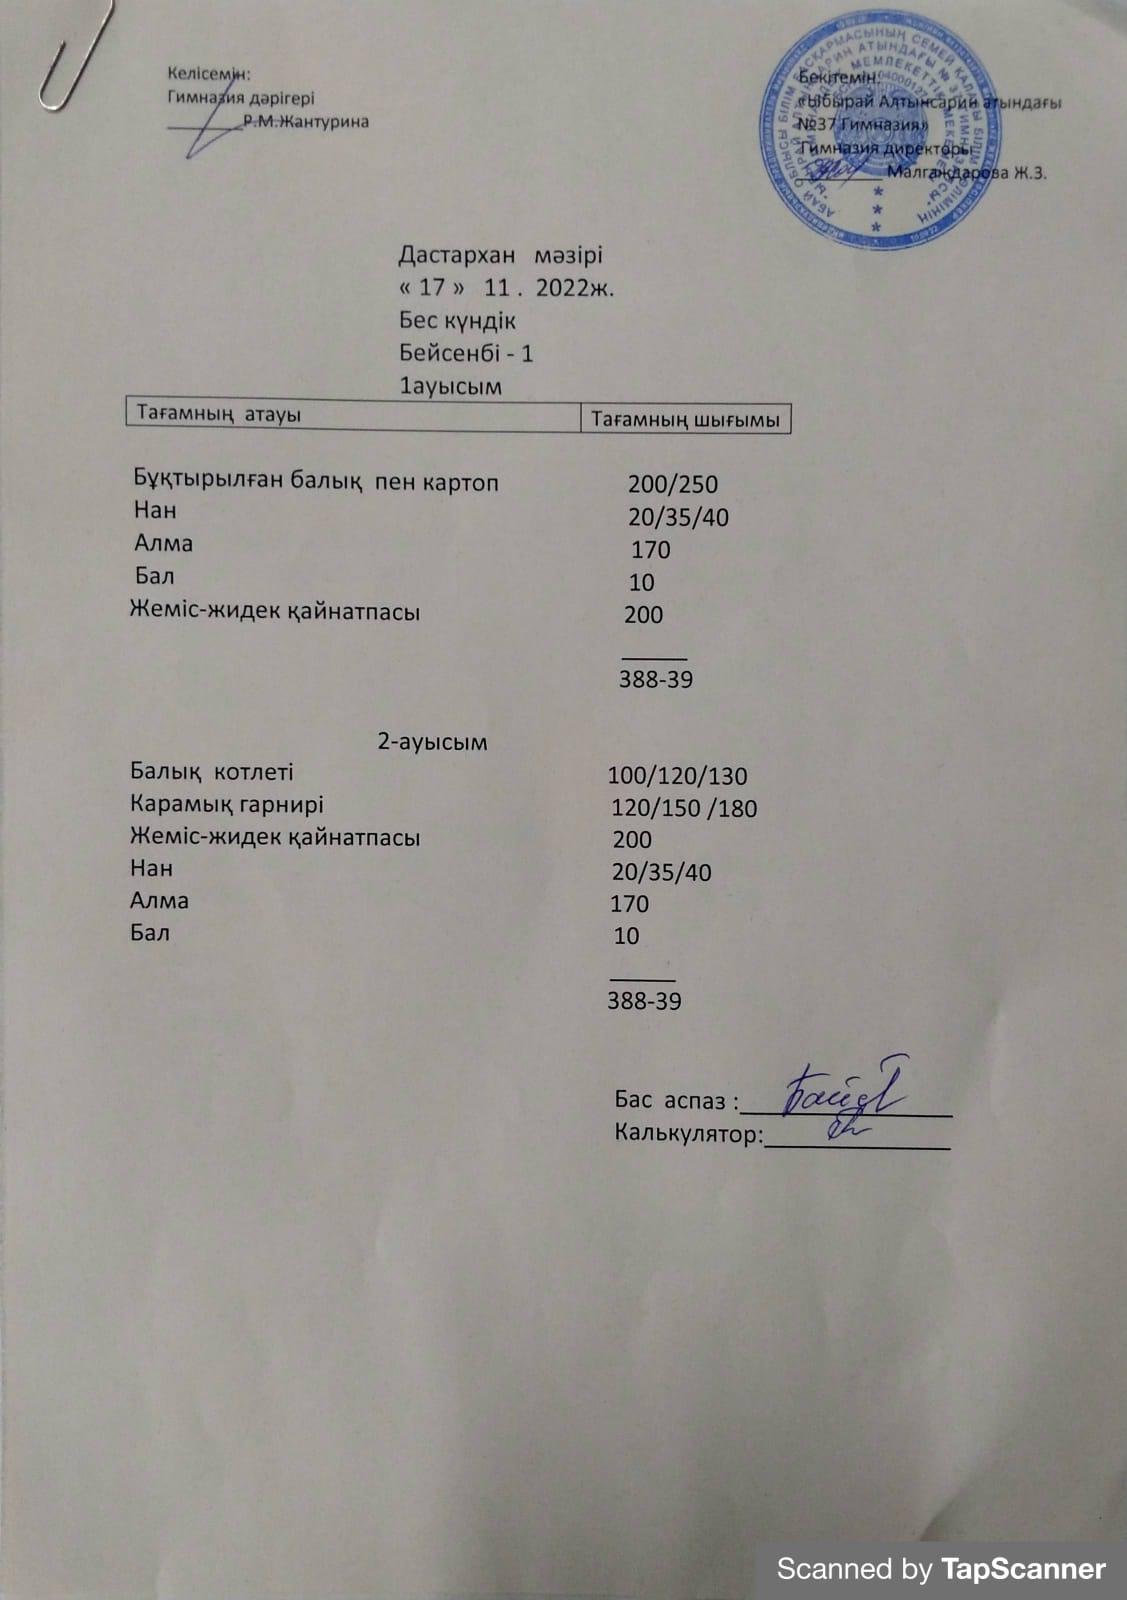 Келісемін:
Гимназия дәрігері
Р.М.Жантурина
Бекітемін:
«Ыбырай Алтынсарин атындағы
№37 Гимназия»
Гимназия директоры
Малгаждарова Ж.З.
Дастархан мәзірі
« 17 » 11 . 2022ж.
Бес күндік
Бейсенбі - 1
1ауысым
Тағамның атауы Тағамның шығымы
Бұқтырылған балық пен картоп 200/250
Нан 20/35/40
Алма 170
Бал 10
Жеміс-жидек қайнатпасы 200
388-39
2-ауысым
Балық котлеті 100/120/130
Карамық гарнирі 120/150 /180
Жеміс-жидек қайнатпасы 200
Нан 20/35/40
Алма 170
Бал 10
388-39
Бас аспаз :
Калькулятор:
Scanned by TapScanner